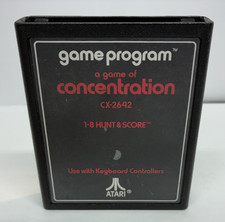 game program™
a game of
concentration
CX-2642
1-8 HUNT & SCORE™
Use with Keyboard Controllers
ATARI®